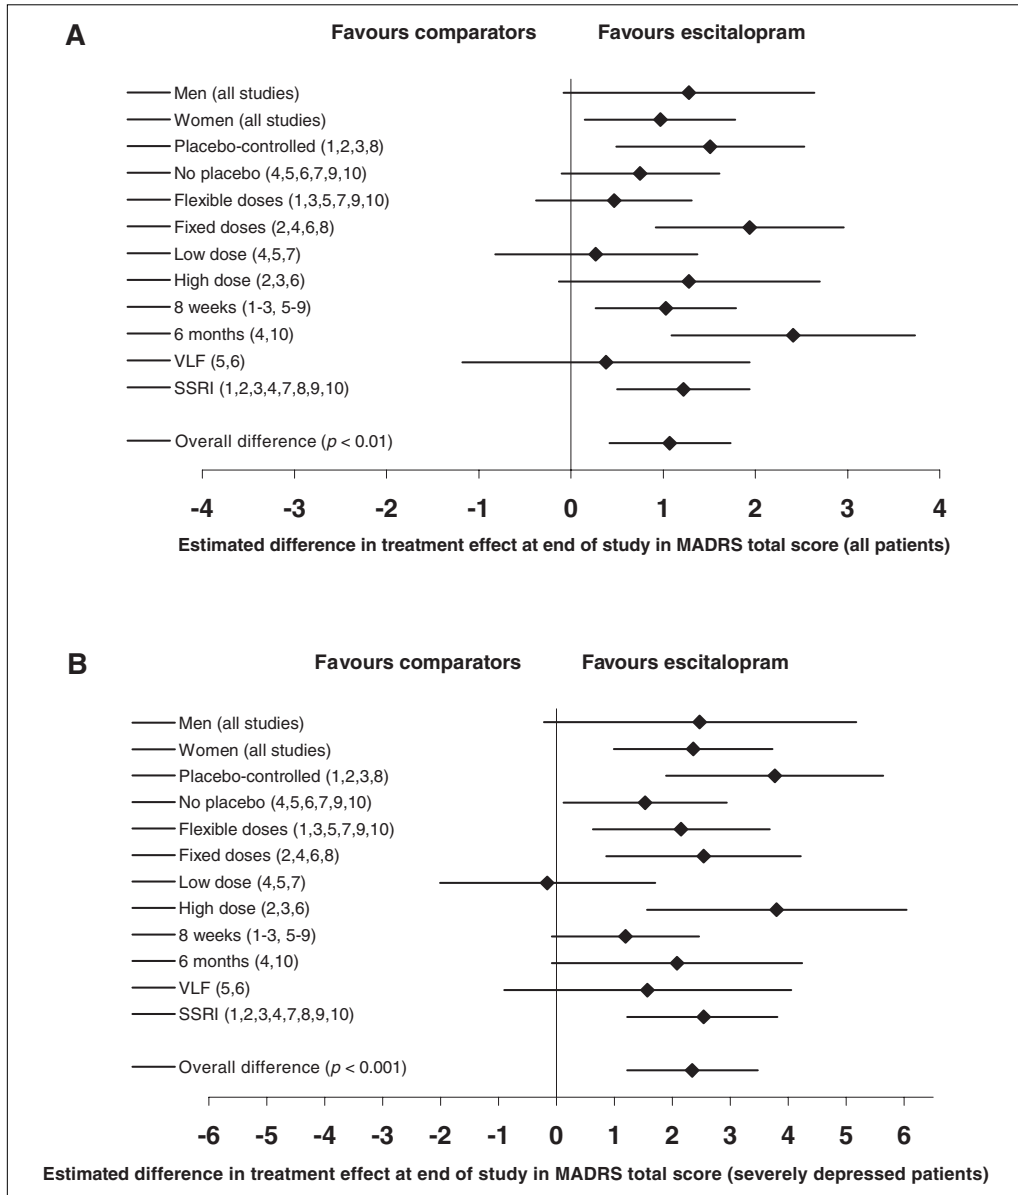 A
Favours comparators Favours escitalopram
Men (all studies)
Women (all studies)
Placebo-controlled (1,2,3,8)
No placebo (4,5,6,7,9,10)
Flexible doses (1,3,5,7,9,10)
Fixed doses (2,4,6,8)
Low dose (4,5,7)
High dose (2,3,6)
8 weeks (1-3, 5-9)
6 months (4,10)
VLF (5,6)
SSRI (1,2,3,4,7,8,9,10)
Overall difference (p < 0.01)
-4 -3 -2 -1 0 1 2 3 4
Estimated difference in treatment effect at end of study in MADRS total score (all patients)
B
Favours comparators Favours escitalopram
Men (all studies)
Women (all studies)
Placebo-controlled (1,2,3,8)
No placebo (4,5,6,7,9,10)
Flexible doses (1,3,5,7,9,10)
Fixed doses (2,4,6,8)
Low dose (4,5,7)
High dose (2,3,6)
8 weeks (1-3, 5-9)
6 months (4,10)
VLF (5,6)
SSRI (1,2,3,4,7,8,9,10)
Overall difference (p < 0.001)
-6 -5 -4 -3 -2 -1 0 1 2 3 4 5 6
Estimated difference in treatment effect at end of study in MADRS total score (severely depressed patients)